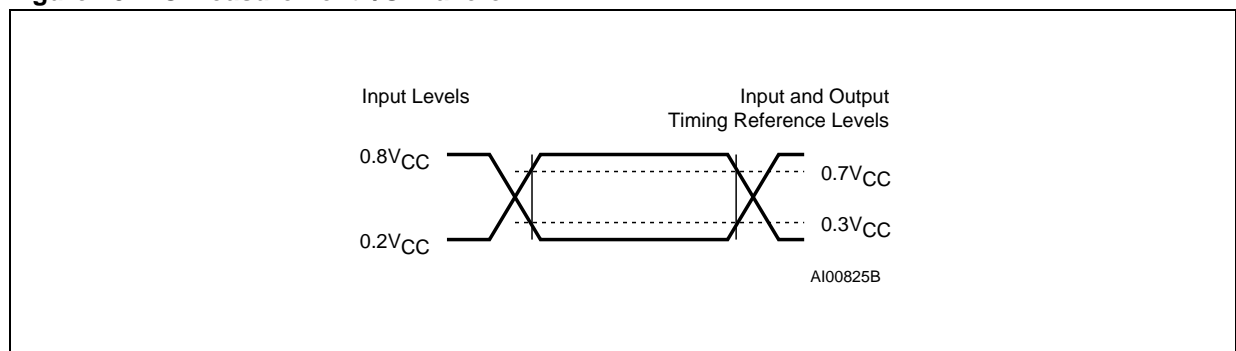 Input Levels
Input and Output
Timing Reference Levels
0.8VCC
0.7VCC
0.3VCC
0.2VCC
AI00825B